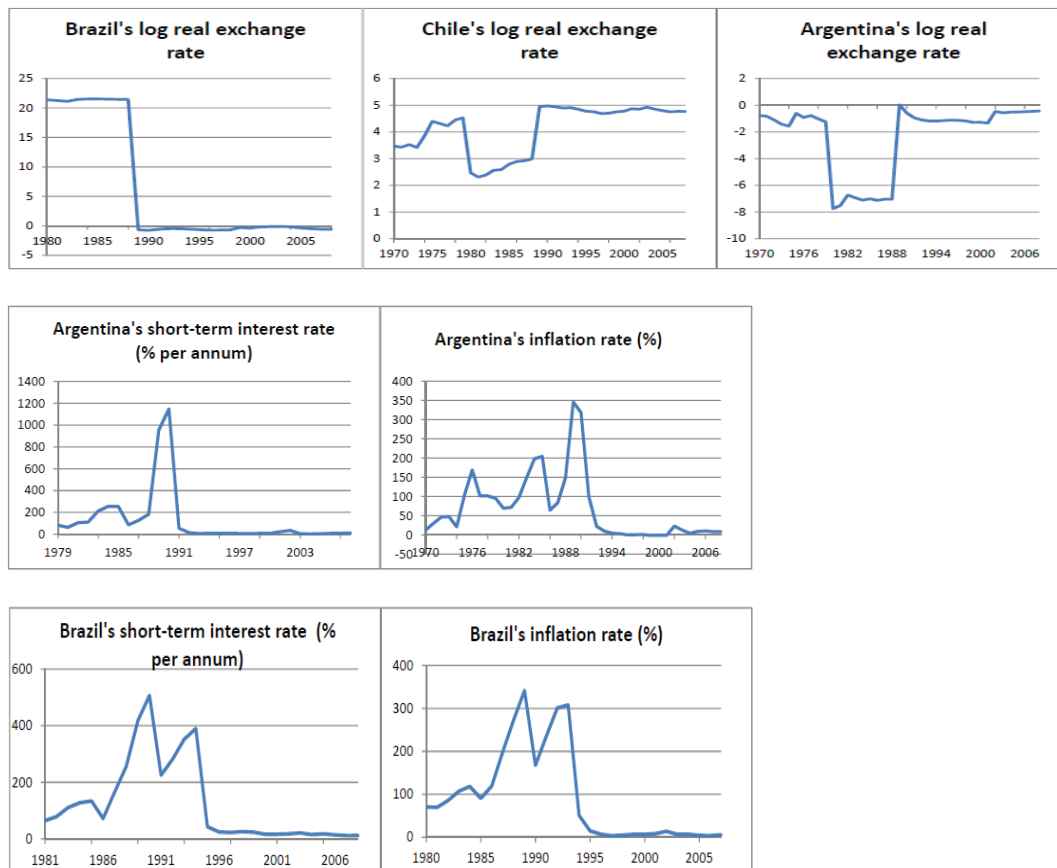 Brazil's log real exchange
rate
25
20
15
10
5
0
-5
1980 1985 1990 1995 2000 2005
Chile's log real exchange
rate
6
5
4
3
2
1
0
1970 1975 1980 1985 1990 1995 2000 2005
Argentina's log real
exchange rate
2
0
-2
-4
-6
-8
-10
1970 1976 1982 1988 1994 2000 2006
Argentina's short-term interest rate
(% per annum)
1400
1200
1000
800
600
400
200
0
1979 1985 1991 1997 2003
Argentina's inflation rate (%)
400
350
300
250
200
150
100
50
0
-50
1970 1976 1982 1988 1994 2000 2006
Brazil's short-term interest rate (%
per annum)
600
400
200
0
1981 1986 1991 1996 2001 2006
Brazil's inflation rate (%)
400
300
200
100
0
1980 1985 1990 1995 2000 2005